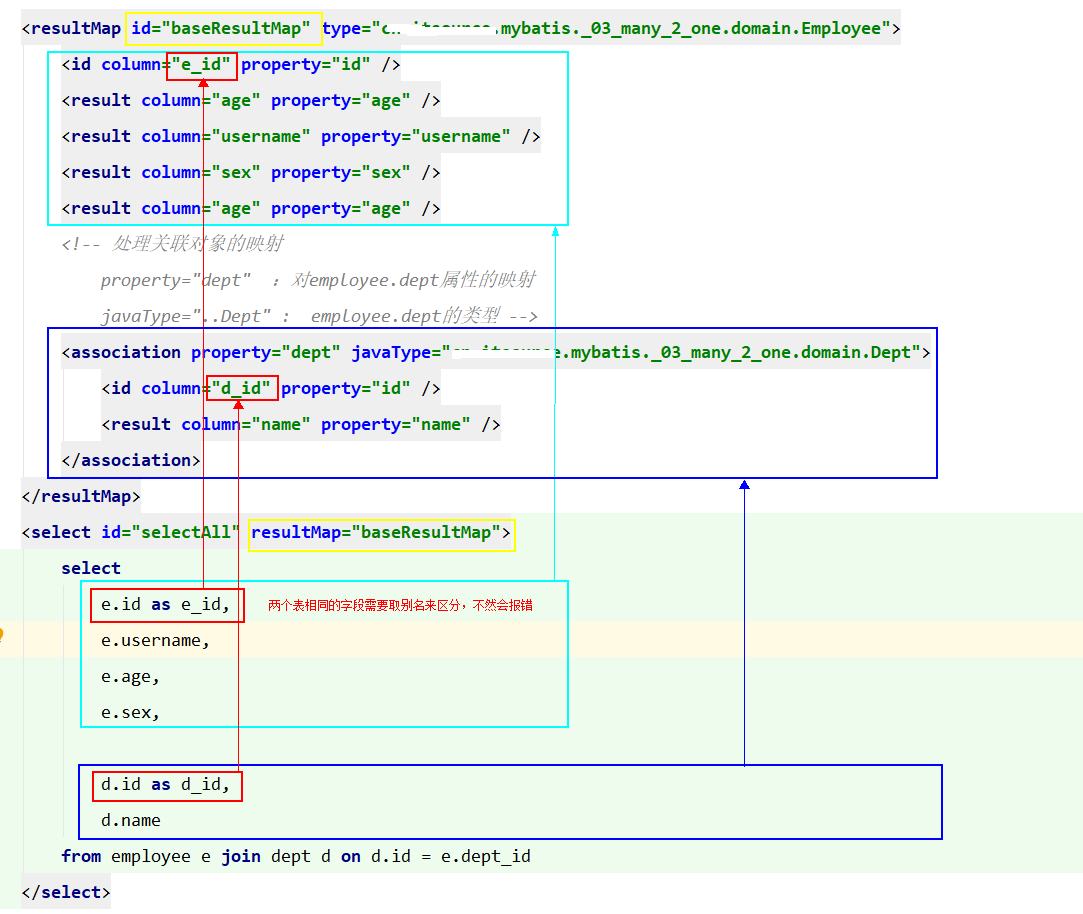 <resultMap id="baseResultMap" type="c .mybatis._03_many_2_one.domain.Employee">
<id column="e_id" property="id" />
<result column="age" property="age" />
<result column="username" property="username" />
<result column="sex" property="sex" />
<result column="age" property="age" />
<!-- 处理关联对象的映射
property="dept" ：对employee.dept属性的映射
javaType="..Dept" : employee.dept的类型 -->
<association property="dept" javaType=" .mybatis._03_many_2_one.domain.Dept">
<id column="d_id" property="id" />
<result column="name" property="name" />
</association>
</resultMap>
<select id="selectAll" resultMap="baseResultMap">
select
e.id as e_id, 两个表相同的字段需要取别名来区分，不然会报错
e.username,
e.age,
e.sex,
d.id as d_id,
d.name
from employee e join dept d on d.id = e.dept_id
</select>